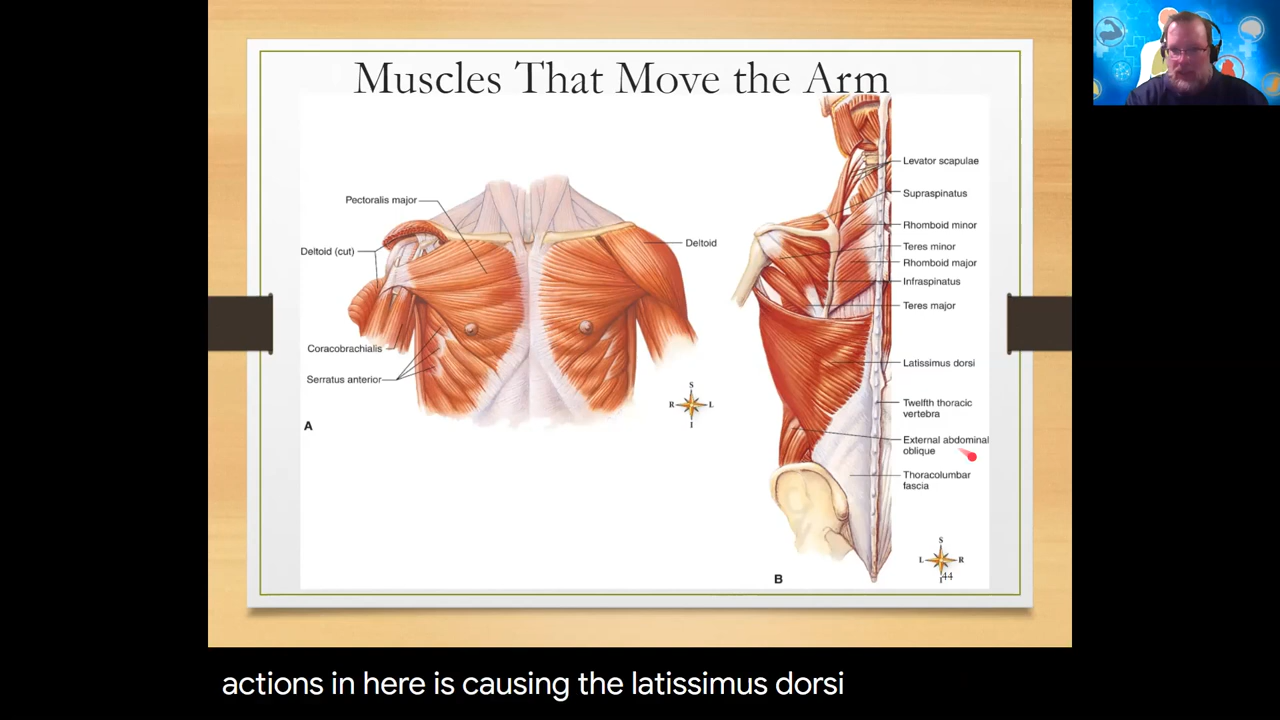 Muscles That Move the Arm
Pectoralis major
Deltoid (cut)
Deltoid
Coracobrachialis
Serratus anterior
S
R L
I
A
Levator scapulae
Supraspinatus
Rhomboid minor
Teres minor
Rhomboid major
Infraspinatus
Teres major
Latissimus dorsi
Twelfth thoracic
vertebra
External abdominal
oblique
Thoracolumbar
fascia
S
L R
I
44
B
actions in here is causing the latissimus dorsi